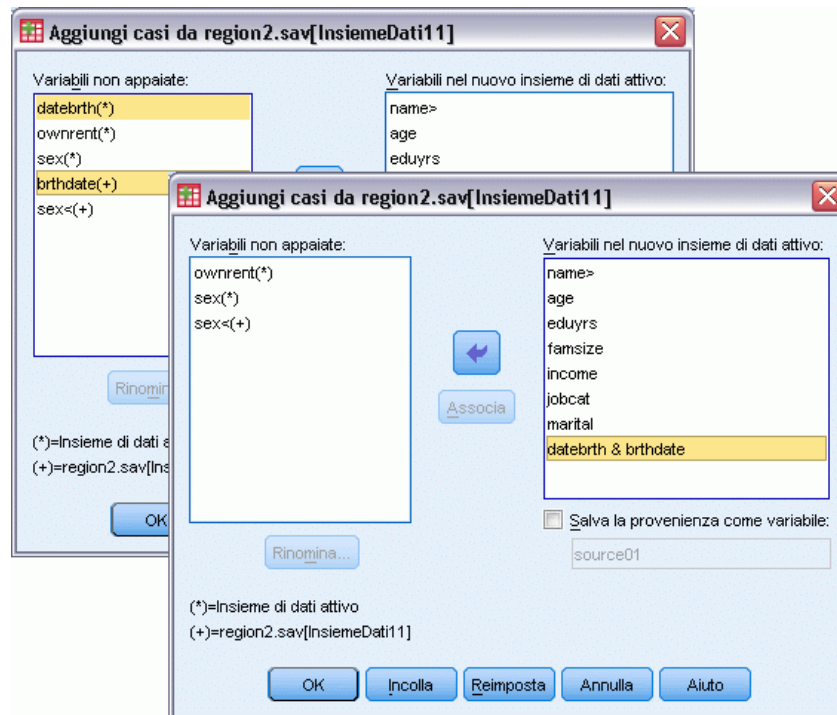 Aggiungi casi da region2.sav[InsiemeDati11]
Variabili non appaiate:
datebrth(*)
ownrent(*)
sex(*)
brthdate(+)
sex<(+)
Variabili nel nuovo insieme di dati attivo:
name>
age
eduyrs
Rinomin
(*)=Insieme di dati a
(+)=region2.sav[Ins
OK
Aggiungi casi da region2.sav[InsiemeDati11]
Variabili non appaiate:
ownrent(*)
sex(*)
sex<(+)
Associa
Variabili nel nuovo insieme di dati attivo:
name>
age
eduyrs
famsize
income
jobcat
marital
datebrth & brthdate
Salva la provenienza come variabile:
source01
Rinomina...
(*)=Insieme di dati attivo
(+)=region2.sav[InsiemeDati11]
OK
Incolla
Reimposta
Annulla
Aiuto